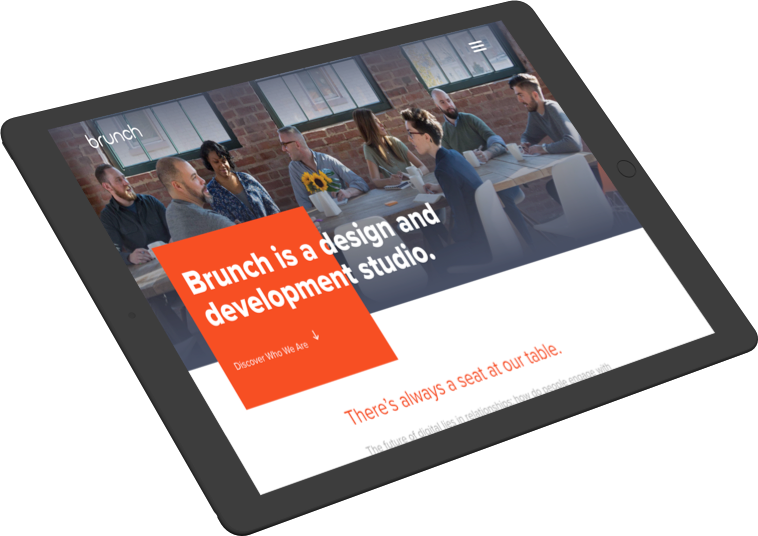 brunch
Brunch is a design and
development studio.
Discover Who We Are
There's always a seat at our table.
The future of digital lies in relationships: how do people engage with